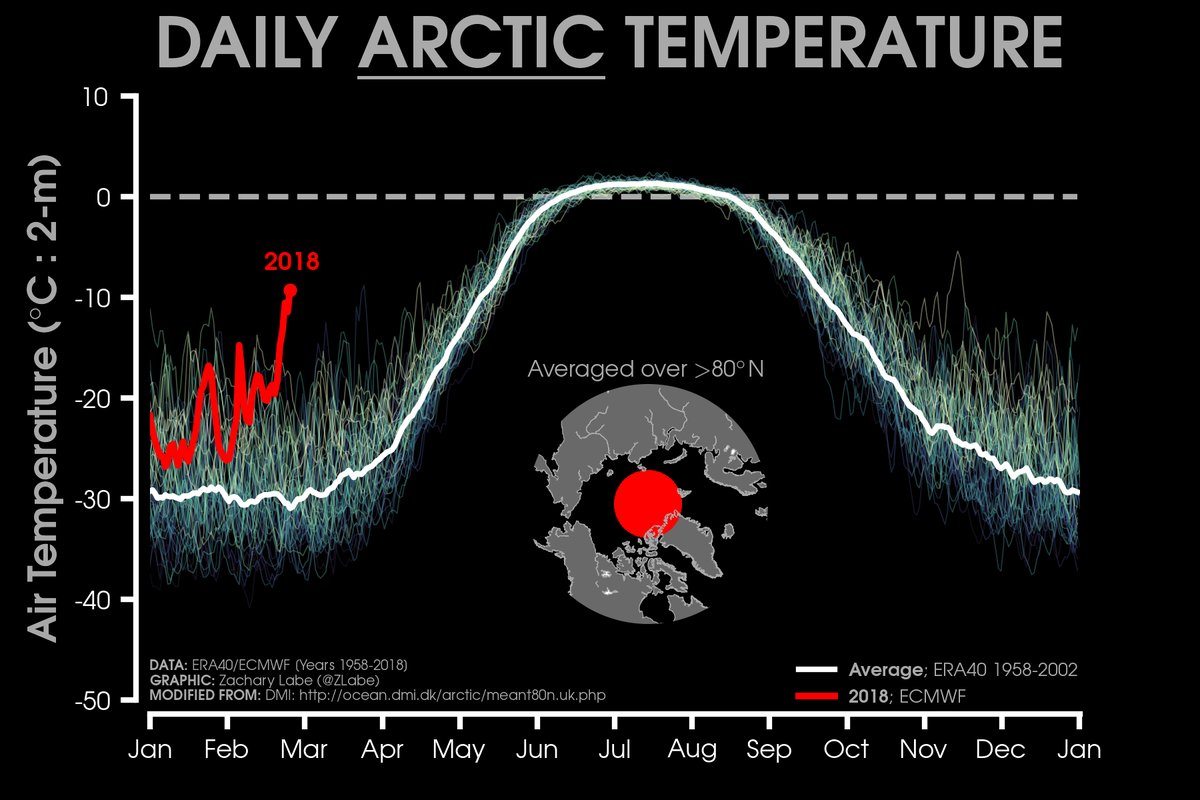 DAILY ARCTIC TEMPERATURE
Air Temperature (°C : 2-m)
10
0
-10
-20
-30
-40
-50
2018
Averaged over >80°N
DATA: ERA40/ECMWF [Years 1958-2018]
GRAPHIC: Zachary Labe (@ZLabe)
MODIFIED FROM: DMI: http://ocean.dmi.dk/arctic/meant80n.uk.php
Average; ERA40 1958-2002
2018; ECMWF
Jan Feb Mar Apr May Jun Jul Aug Sep Oct Nov Dec Jan